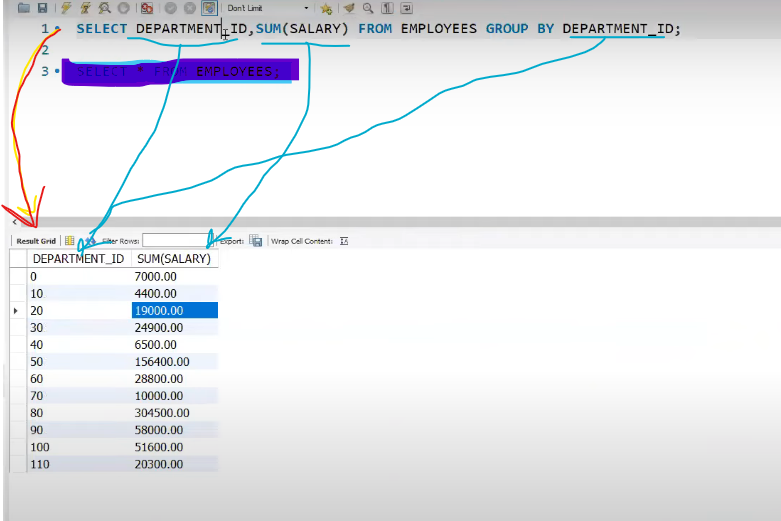 Don't Limit
1 SELECT DEPARTMENT_ID,SUM(SALARY) FROM EMPLOYEES GROUP BY DEPARTMENT_ID;
2
3 SELECT * FROM EMPLOYEES;
Result Grid Filter Rows: Export: Wrap Cell Content: IA
DEPARTMENT_ID SUM(SALARY)
0 7000.00
10 4400.00
20 19000.00
30 24900.00
40 6500.00
50 156400.00
60 28800.00
70 10000.00
80 304500.00
90 58000.00
100 51600.00
110 20300.00